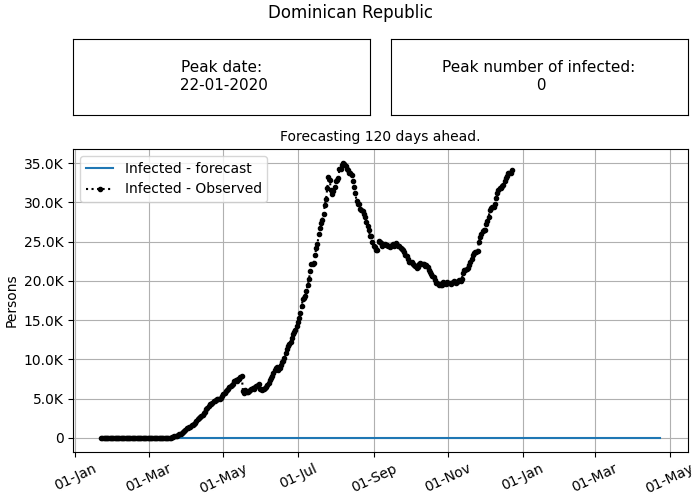 Dominican Republic
Peak date:
22-01-2020
Peak number of infected:
0
Forecasting 120 days ahead.
Infected - forecast
Infected - Observed
Persons
35.0K
30.0K
25.0K
20.0K
15.0K
10.0K
5.0K
0
01-Jan
01-Mar
01-May
01-Jul
01-Sep
01-Nov
01-Jan
01-Mar
01-May